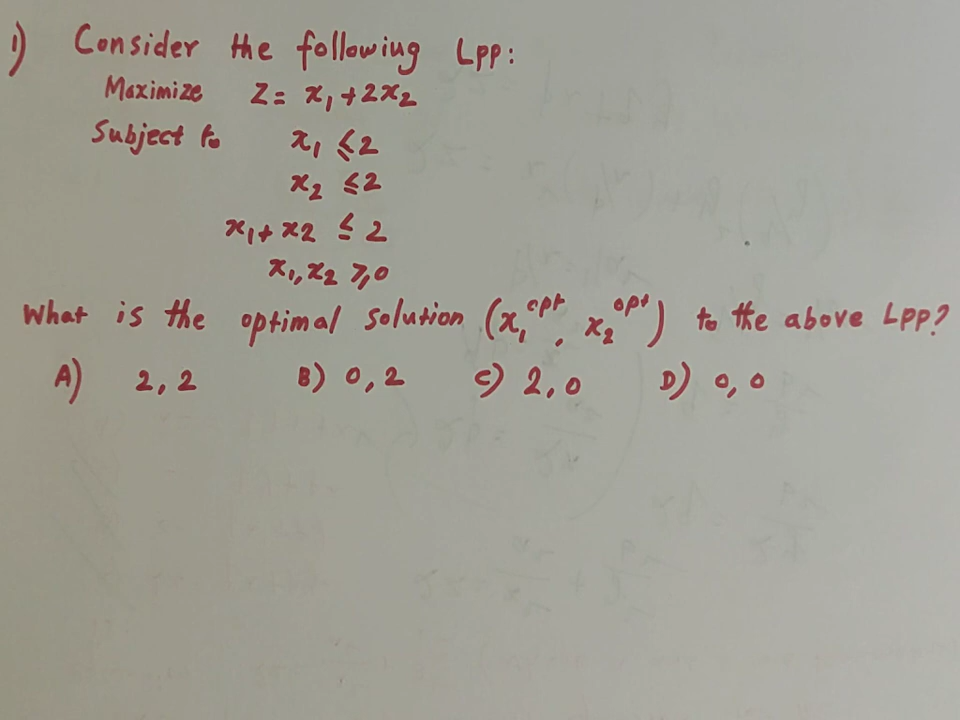 1) Consider the following Lpp:
Maximize Z = x₁ + 2x₂
Subject to x₁ ≤ 2
x₂ ≤ 2
x₁ + x2 ≤ 2
x₁, x₂ ≥ 0
What is the optimal solution (x₁^opt, x₂^opt) to the above Lpp?
A) 2, 2 B) 0, 2 C) 2, 0 D) 0, 0